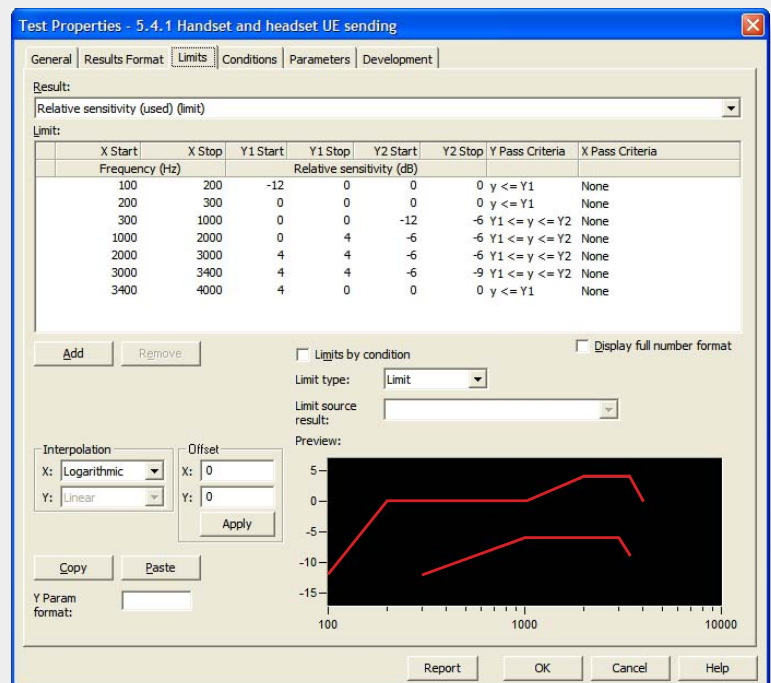 Test Properties - 5.4.1 Handset and headset UE sending
General Results Format Limits Conditions Parameters Development
Result:
Relative sensitivity (used) (limit)
Limit:
X Start X Stop Y1 Start Y1 Stop Y2 Start Y2 Stop Y Pass Criteria X Pass Criteria
Frequency (Hz) Relative sensitivity (dB)
100 200 -12 0 0 0 y <= Y1 None
200 300 0 0 0 0 y <= Y1 None
300 1000 0 0 -12 -6 Y1 <= y <= Y2 None
1000 2000 0 4 -6 -6 Y1 <= y <= Y2 None
2000 3000 4 4 -6 -6 Y1 <= y <= Y2 None
3000 3400 4 4 -6 -9 Y1 <= y <= Y2 None
3400 4000 4 0 0 0 y <= Y1 None
Add Remove Limits by condition Display full number format
Limit type: Limit
Limit source
result:
Preview:
Interpolation Offset
X: Logarithmic X: 0
Y: Linear Y: 0
Apply
Copy Paste
Y Param
format:
5
0
-5
-10
-15
100 1000 10000
Report OK Cancel Help